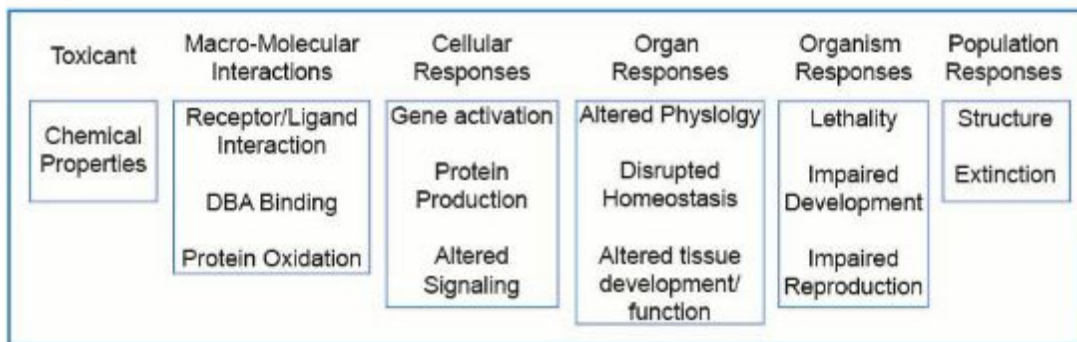 Toxicant
Macro-Molecular
Interactions
Cellular
Responses
Organ
Responses
Organism
Responses
Population
Responses
Chemical
Properties
Receptor/Ligand
Interaction
DBA Binding
Protein Oxidation
Gene activation
Protein
Production
Altered
Signaling
Altered Physlolgy
Disrupted
Homeostasis
Altered tissue
development/
function
Lethality
Impaired
Development
Impaired
Reproduction
Structure
Extinction